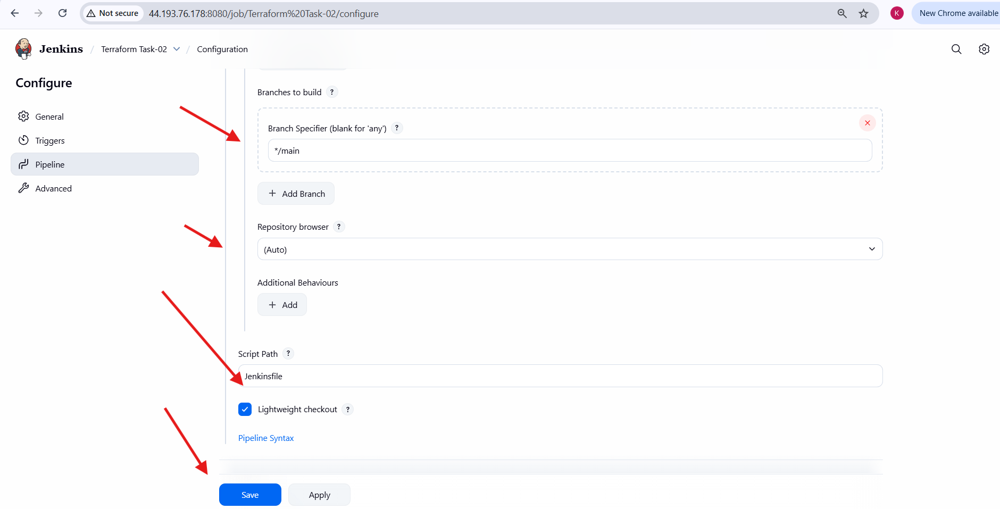 Not secure 44.193.76.178:8080/job/Terraform%20Task-02/configure K New Chrome available
Jenkins / Terraform Task-02 / Configuration
Configure
General
Triggers
Pipeline
Advanced
Branches to build ?
Branch Specifier (blank for 'any') ?
*/main
+ Add Branch
Repository browser ?
(Auto)
Additional Behaviours
+ Add
Script Path ?
Jenkinsfile
Lightweight checkout ?
Pipeline Syntax
Save Apply